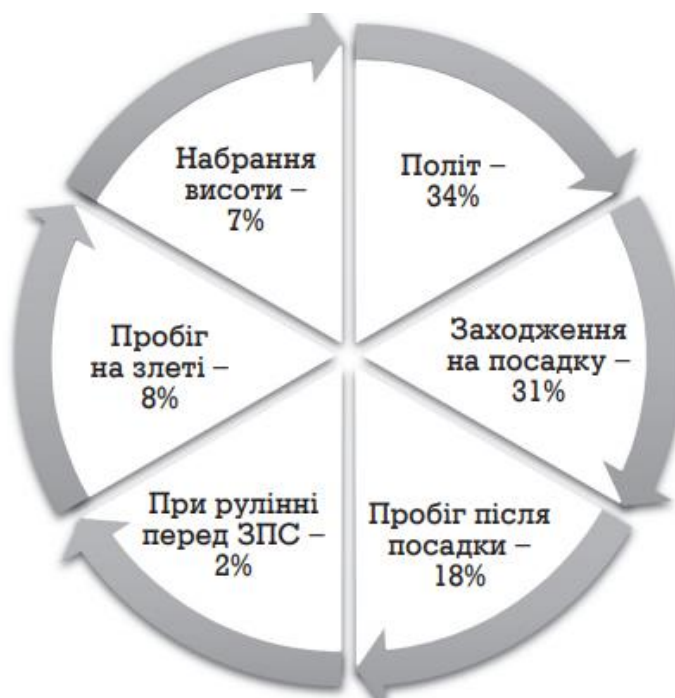 Набрання
висоти –
7%
Політ –
34%
Заходження
на посадку –
31%
Пробіг після
посадки –
18%
При рулінні
перед ЗПС –
2%
Пробіг
на злеті –
8%